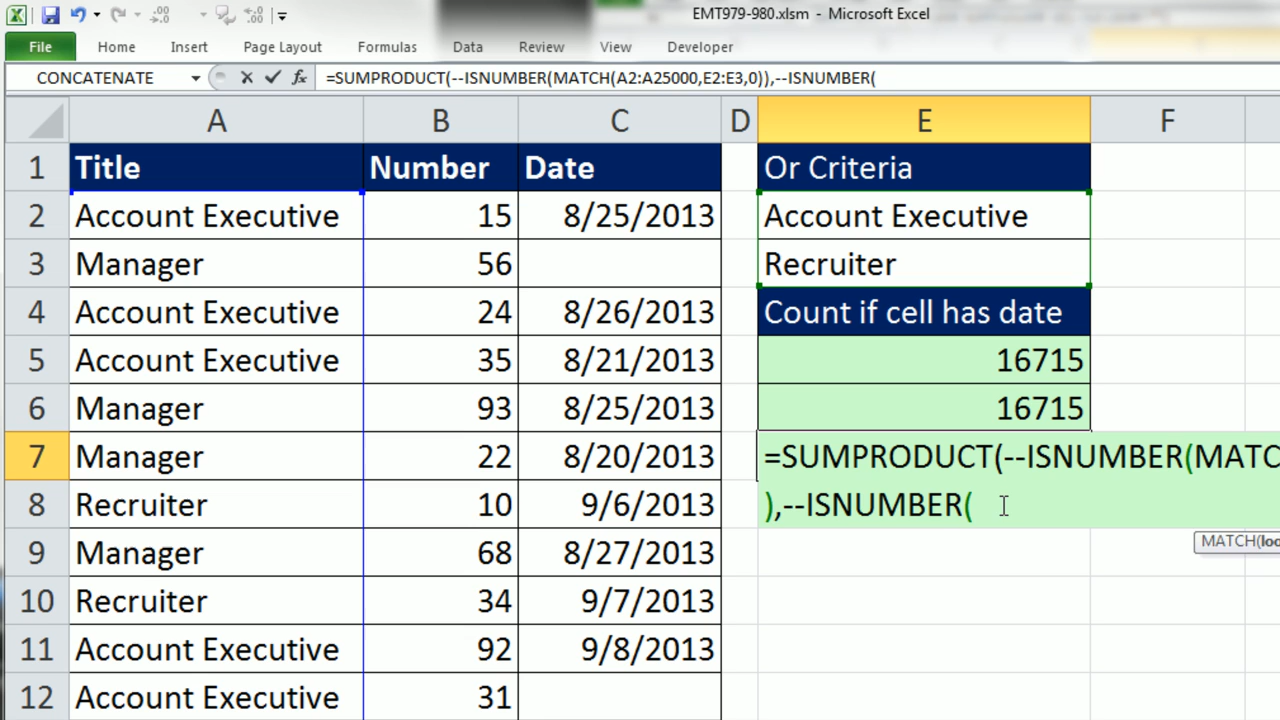 EMT979-980.xlsm - Microsoft Excel
File Home Insert Page Layout Formulas Data Review View Developer
CONCATENATE fx =SUMPRODUCT(--ISNUMBER(MATCH(A2:A25000,E2:E3,0)),--ISNUMBER(
A B C D E F
1 Title Number Date Or Criteria
2 Account Executive 15 8/25/2013 Account Executive
3 Manager 56 Recruiter
4 Account Executive 24 8/26/2013 Count if cell has date
5 Account Executive 35 8/21/2013 16715
6 Manager 93 8/25/2013 16715
7 Manager 22 8/20/2013 =SUMPRODUCT(--ISNUMBER(MATC
8 Recruiter 10 9/6/2013 ),--ISNUMBER(
9 Manager 68 8/27/2013 MATCH(loo
10 Recruiter 34 9/7/2013
11 Account Executive 92 9/8/2013
12 Account Executive 31